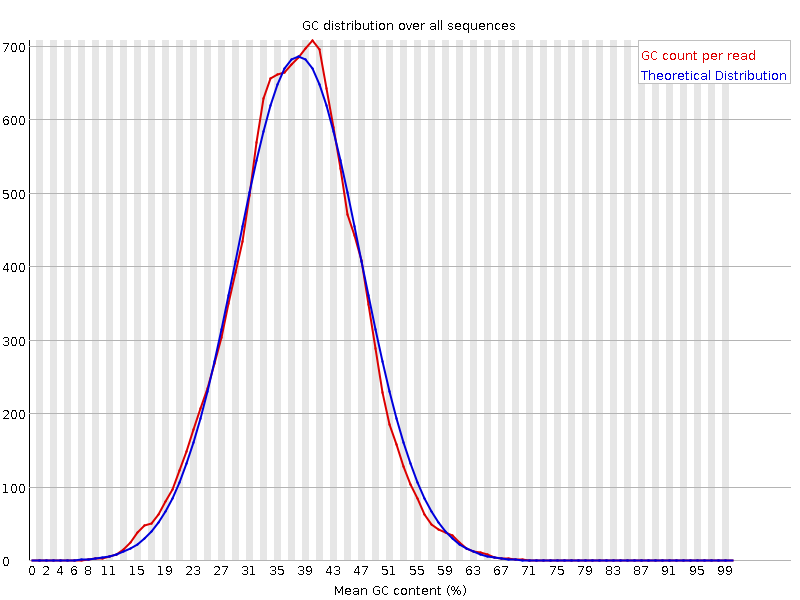 GC distribution over all sequences
GC count per read
Theoretical Distribution
700
600
500
400
300
200
100
0
0 2 4 6 8 11 15 19 23 27 31 35 39 43 47 51 55 59 63 67 71 75 79 83 87 91 95 99
Mean GC content (%)